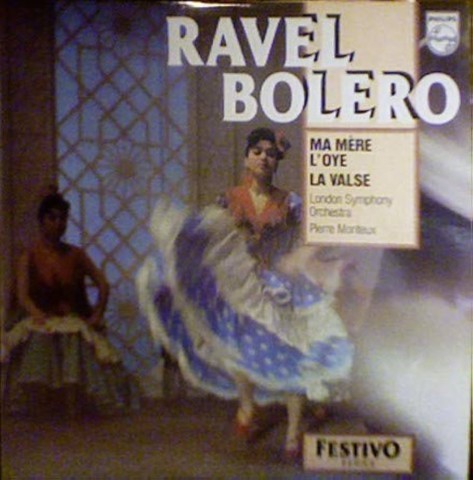 PHILIPS
RAVEL
BOLERO
MA MÈRE
L'OYE
LA VALSE
London Symphony
Orchestra
Pierre Monteux
FESTIVO